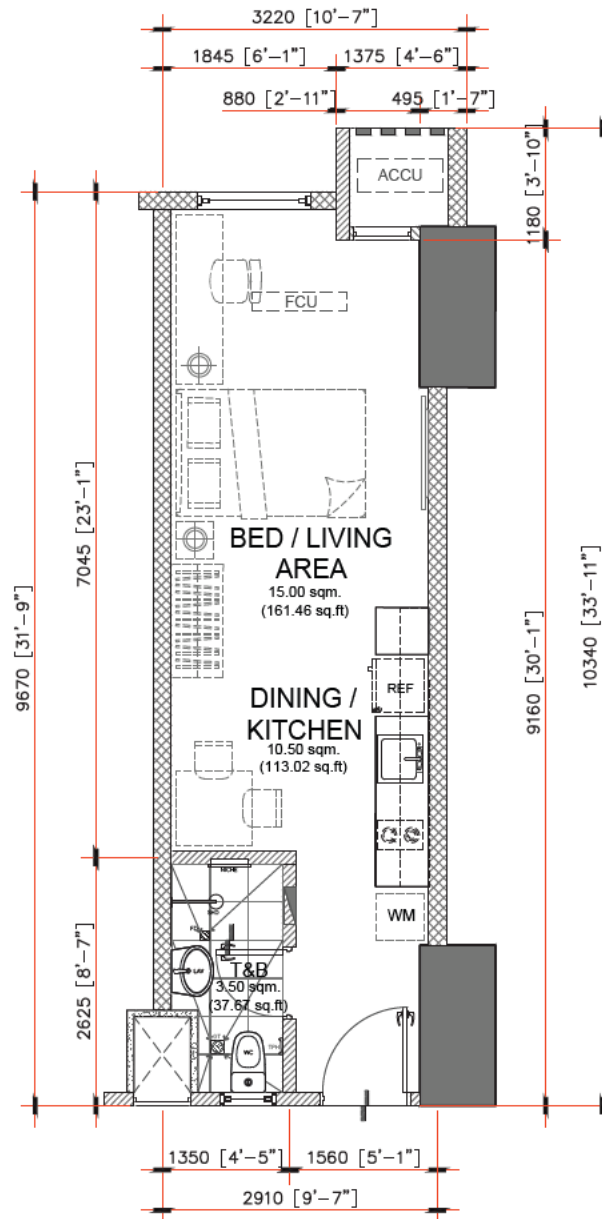 3220 [10'-7"]
1845 [6'-1"]
1375 [4'-6"]
880 [2'-11"]
495 [1'-7"]
1180 [3'-10"]
ACCU
FCU
7045 [23'-1"]
9670 [31'-9"]
BED / LIVING
AREA
15.00 sqm.
(161.46 sq.ft)
10340 [33'-11"]
9160 [30'-1"]
REF
DINING /
KITCHEN
10.50 sqm.
(113.02 sq.ft)
NICHE
WM
LAV
T&B
3.50 sqm.
(37.67 sq.ft)
2625 [8'-7"]
TPH
WC
1350 [4'-5"]
1560 [5'-1"]
2910 [9'-7"]